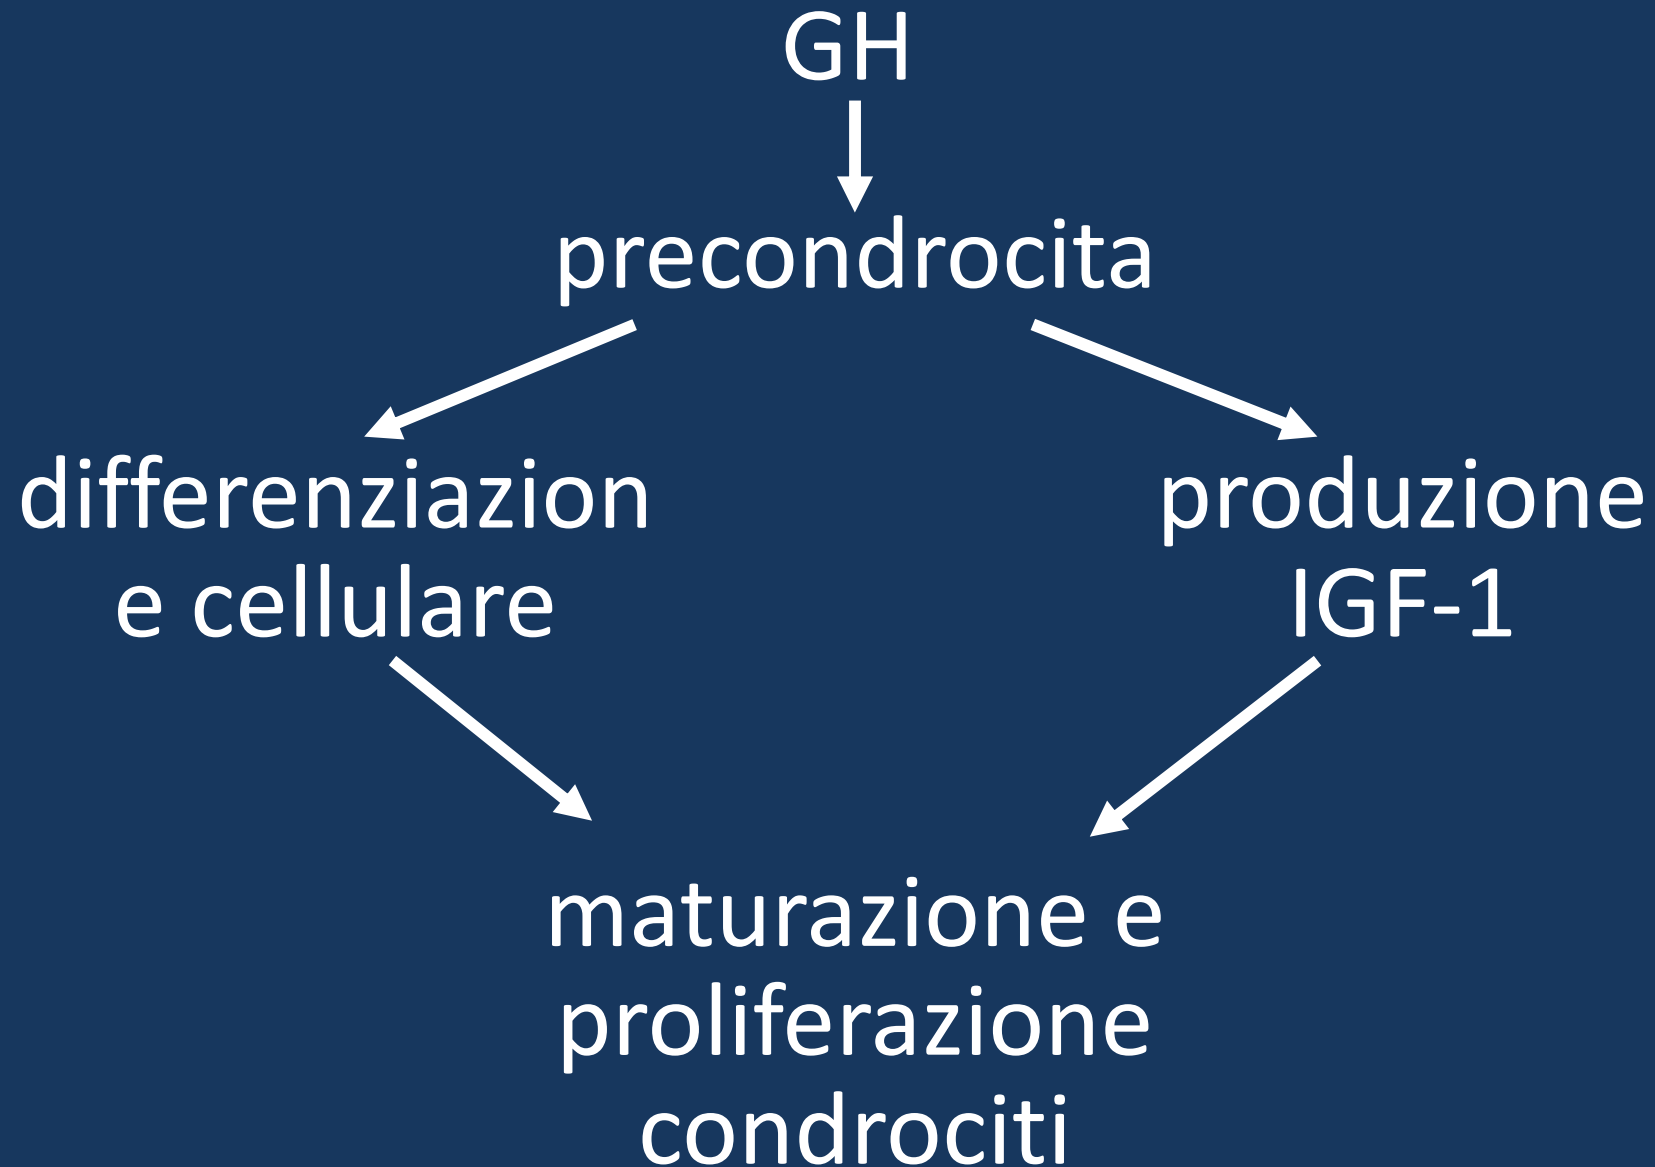 GH
precondrocita
differenziazion
e cellulare
produzione
IGF-1
maturazione e
proliferazione
condrociti